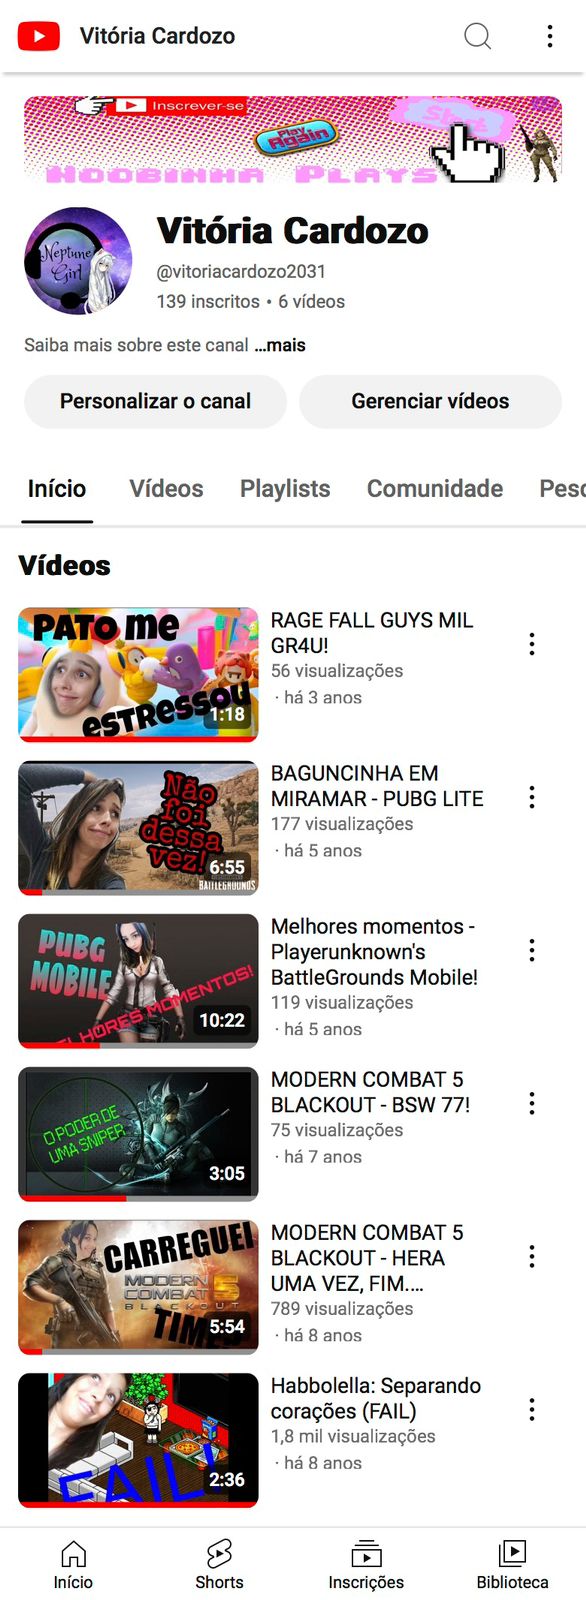 Vitória Cardozo
Inscrever-se
Play
Again
Noobinha Plays
Neptune
Girl
Vitória Cardozo
@vitoriacardozo2031
139 inscritos • 6 vídeos
Saiba mais sobre este canal ...mais
Personalizar o canal
Gerenciar vídeos
Início
Vídeos
Playlists
Comunidade
Vídeos
PATO me
estressou
1:18
RAGE FALL GUYS MIL
GR4U!
56 visualizações
· há 3 anos
Não
foi
dessa
vez!
6:55
BATTLEGROUNDS
BAGUNCINHA EM
MIRAMAR - PUBG LITE
177 visualizações
· há 5 anos
PUBG
MOBILE
MELHORES MOMENTOS!
10:22
Melhores momentos -
Playerunknown's
BattleGrounds Mobile!
119 visualizações
· há 5 anos
O PODER DE
UMA SNIPER
3:05
MODERN COMBAT 5
BLACKOUT - BSW 77!
75 visualizações
· há 7 anos
CARREGUEI
MODERN
COMBAT 5
BLACKOUT
5:54
MODERN COMBAT 5
BLACKOUT - HERA
UMA VEZ, FIM....
789 visualizações
· há 8 anos
FAIL!
2:36
Habbolella: Separando
corações (FAIL)
1,8 mil visualizações
· há 8 anos
Início
Shorts
Inscrições
Biblioteca